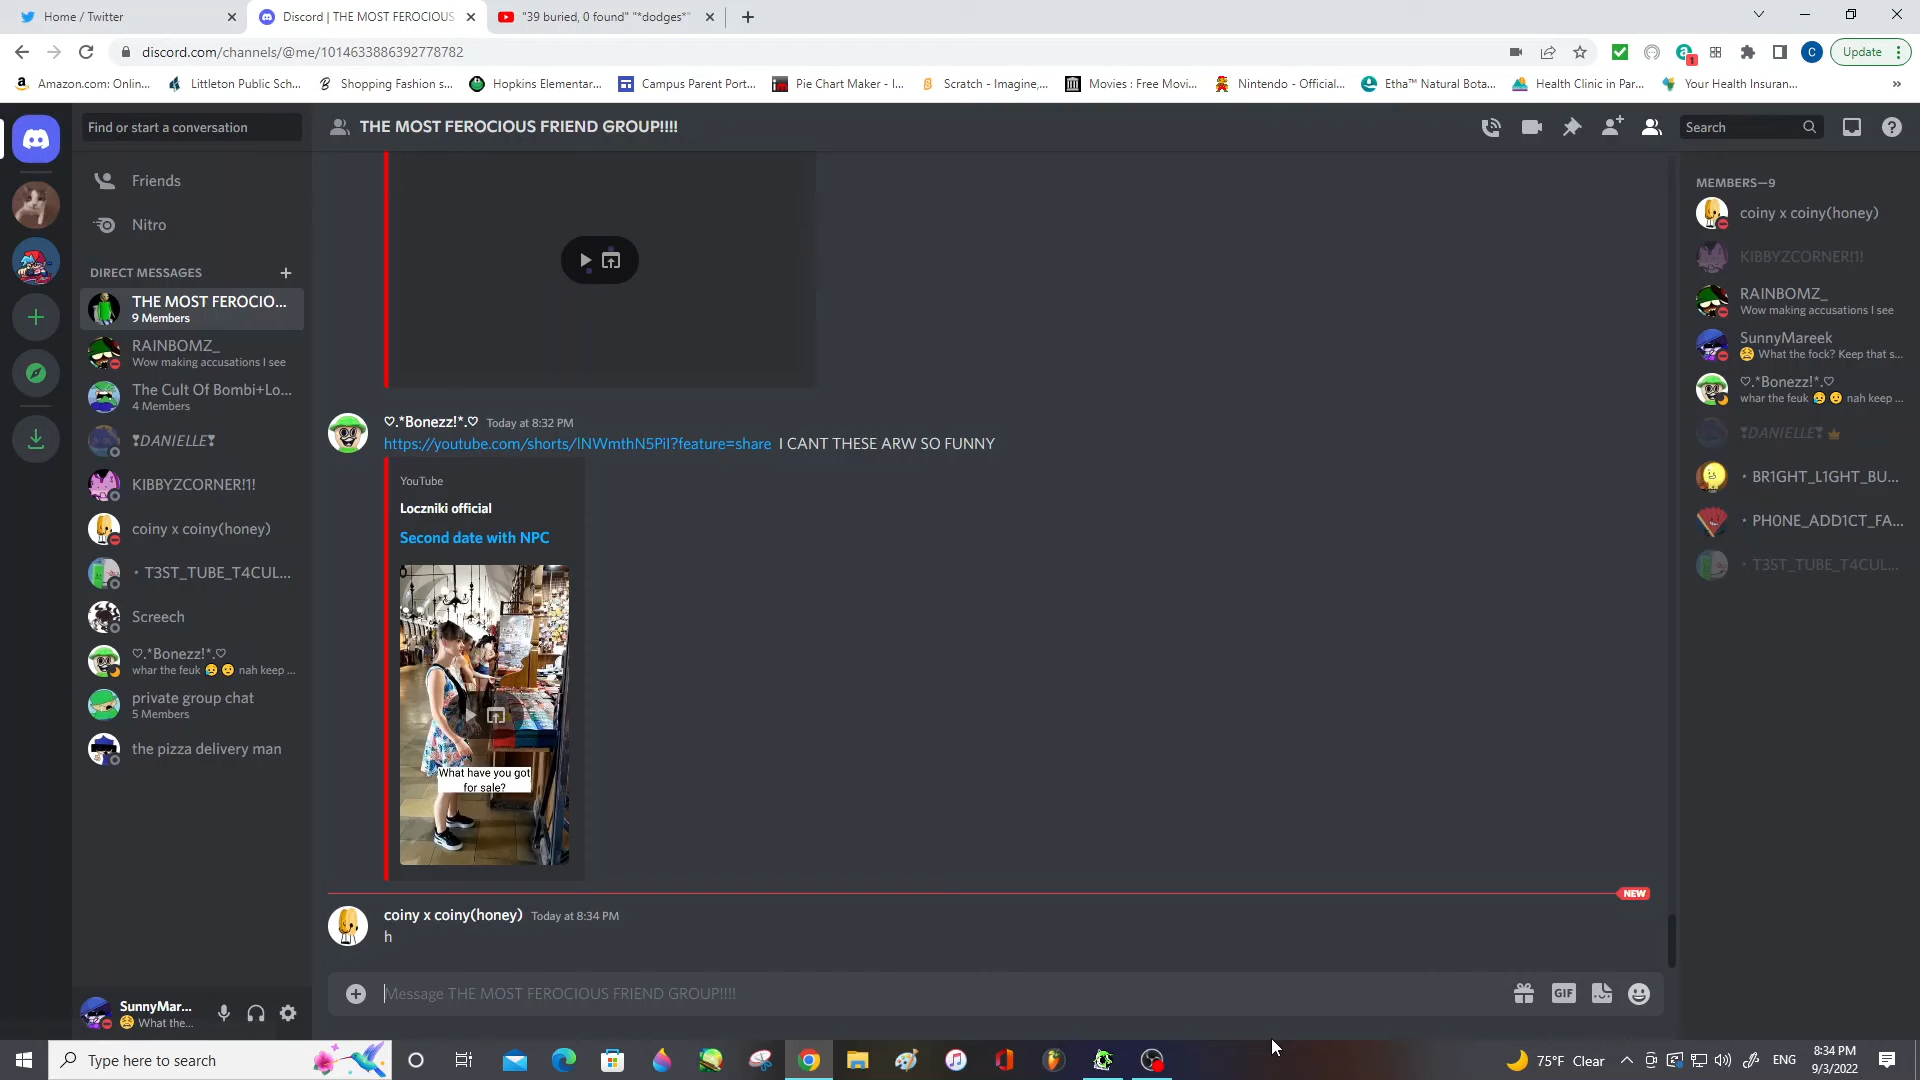 Home / Twitter
Discord | THE MOST FEROCIOUS
"39 buried, 0 found" "*dodges*"
discord.com/channels/@me/1014633886392778782
1
C
Update
Amazon.com: Onlin...
Littleton Public Sch...
Shopping Fashion s...
Hopkins Elementar...
Campus Parent Port...
Pie Chart Maker - I...
Scratch - Imagine,...
Movies : Free Movi...
Nintendo - Official...
Etha™ Natural Bota...
Health Clinic in Par...
Your Health Insuran...
»
Find or start a conversation
Friends
Nitro
DIRECT MESSAGES
THE MOST FEROCIO...
9 Members
RAINBOMZ_
Wow making accusations I see
The Cult Of Bombi+Lo...
4 Members
❣DANIELLE❣
KIBBYZCORNER!1!
coiny x coiny(honey)
• T3ST_TUBE_T4CUL...
Screech
♡.*Bonezz!*.♡
whar the feuk 😥 🙁 nah keep ...
private group chat
5 Members
the pizza delivery man
SunnyMar...
😩 What the...
THE MOST FEROCIOUS FRIEND GROUP!!!!
Search
♡.*Bonezz!*.♡ Today at 8:32 PM
https://youtube.com/shorts/lNWmthN5PiI?feature=share I CANT THESE ARW SO FUNNY
YouTube
Loczniki official
Second date with NPC
What have you got
for sale?
NEW
coiny x coiny(honey) Today at 8:34 PM
h
Message THE MOST FEROCIOUS FRIEND GROUP!!!!
GIF
MEMBERS—9
coiny x coiny(honey)
KIBBYZCORNER!1!
RAINBOMZ_
Wow making accusations I see
SunnyMareek
😩 What the fock? Keep that s...
♡.*Bonezz!*.♡
whar the feuk 😥 🙁 nah keep ...
❣DANIELLE❣
• BR1GHT_L1GHT_BU...
• PH0NE_ADD1CT_FA...
• T3ST_TUBE_T4CUL...
Type here to search
75°F Clear
ENG
8:34 PM
9/3/2022